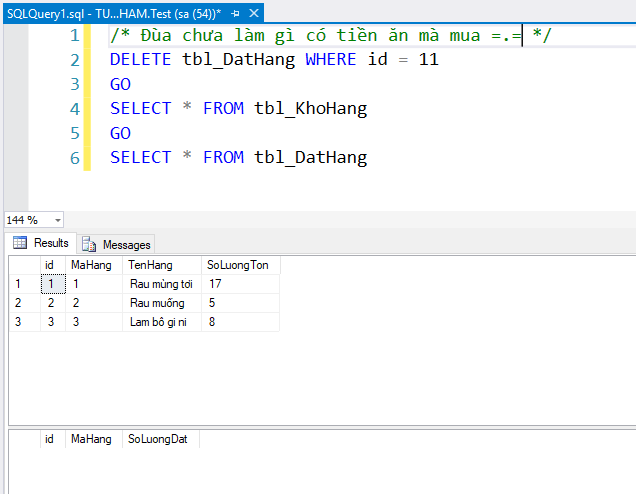 SQLQuery1.sql - TU...HAM.Test (sa (54))*
1 /* Đùa chưa làm gì có tiền ăn mà mua =.= */
2 DELETE tbl_DatHang WHERE id = 11
3 GO
4 SELECT * FROM tbl_KhoHang
5 GO
6 SELECT * FROM tbl_DatHang
144 %
Results Messages
id MaHang TenHang SoLuongTon
1 1 1 Rau mùng tơi 17
2 2 2 Rau muống 5
3 3 3 Lam bô gi ni 8
id MaHang SoLuongDat